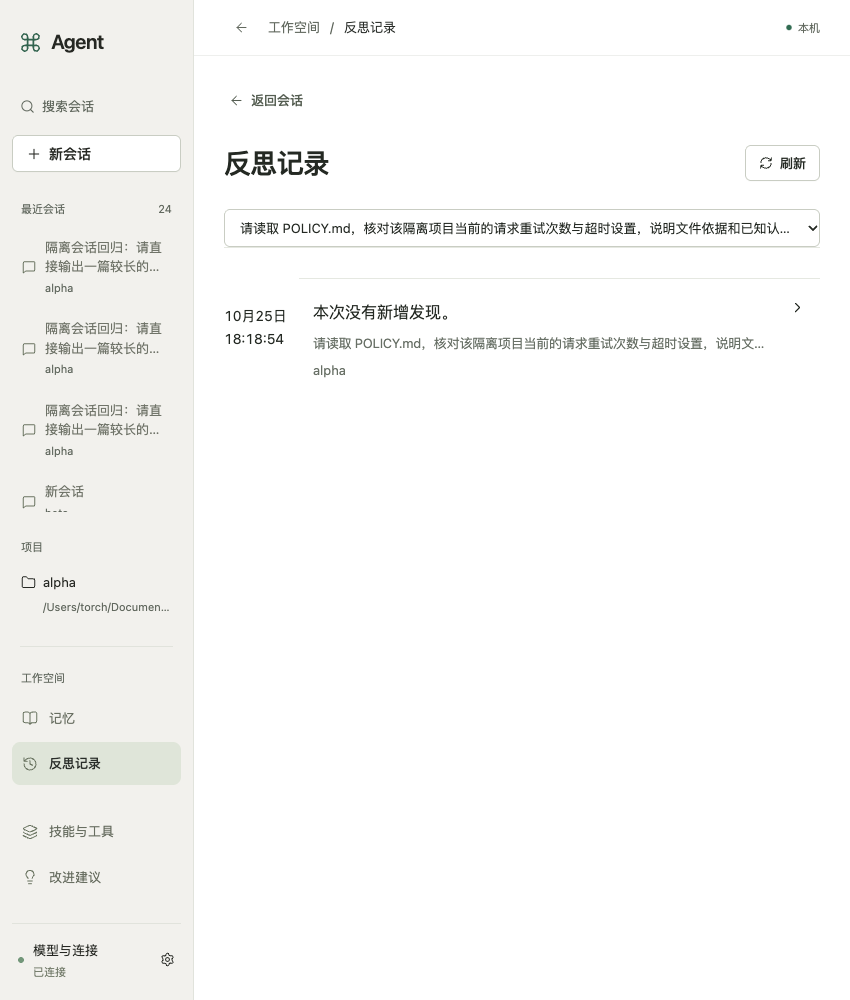 Agent
搜索会话
新会话
最近会话 24
隔离会话回归：请直
接输出一篇较长的...
alpha
隔离会话回归：请直
接输出一篇较长的...
alpha
隔离会话回归：请直
接输出一篇较长的...
alpha
新会话
项目
alpha
/Users/torch/Documen...
工作空间
记忆
反思记录
技能与工具
改进建议
模型与连接
已连接
工作空间 / 反思记录
本机
返回会话
反思记录
刷新
请读取 POLICY.md，核对该隔离项目当前的请求重试次数与超时设置，说明文件依据和已知认...
10月25日
18:18:54
本次没有新增发现。
请读取 POLICY.md，核对该隔离项目当前的请求重试次数与超时设置，说明文...
alpha